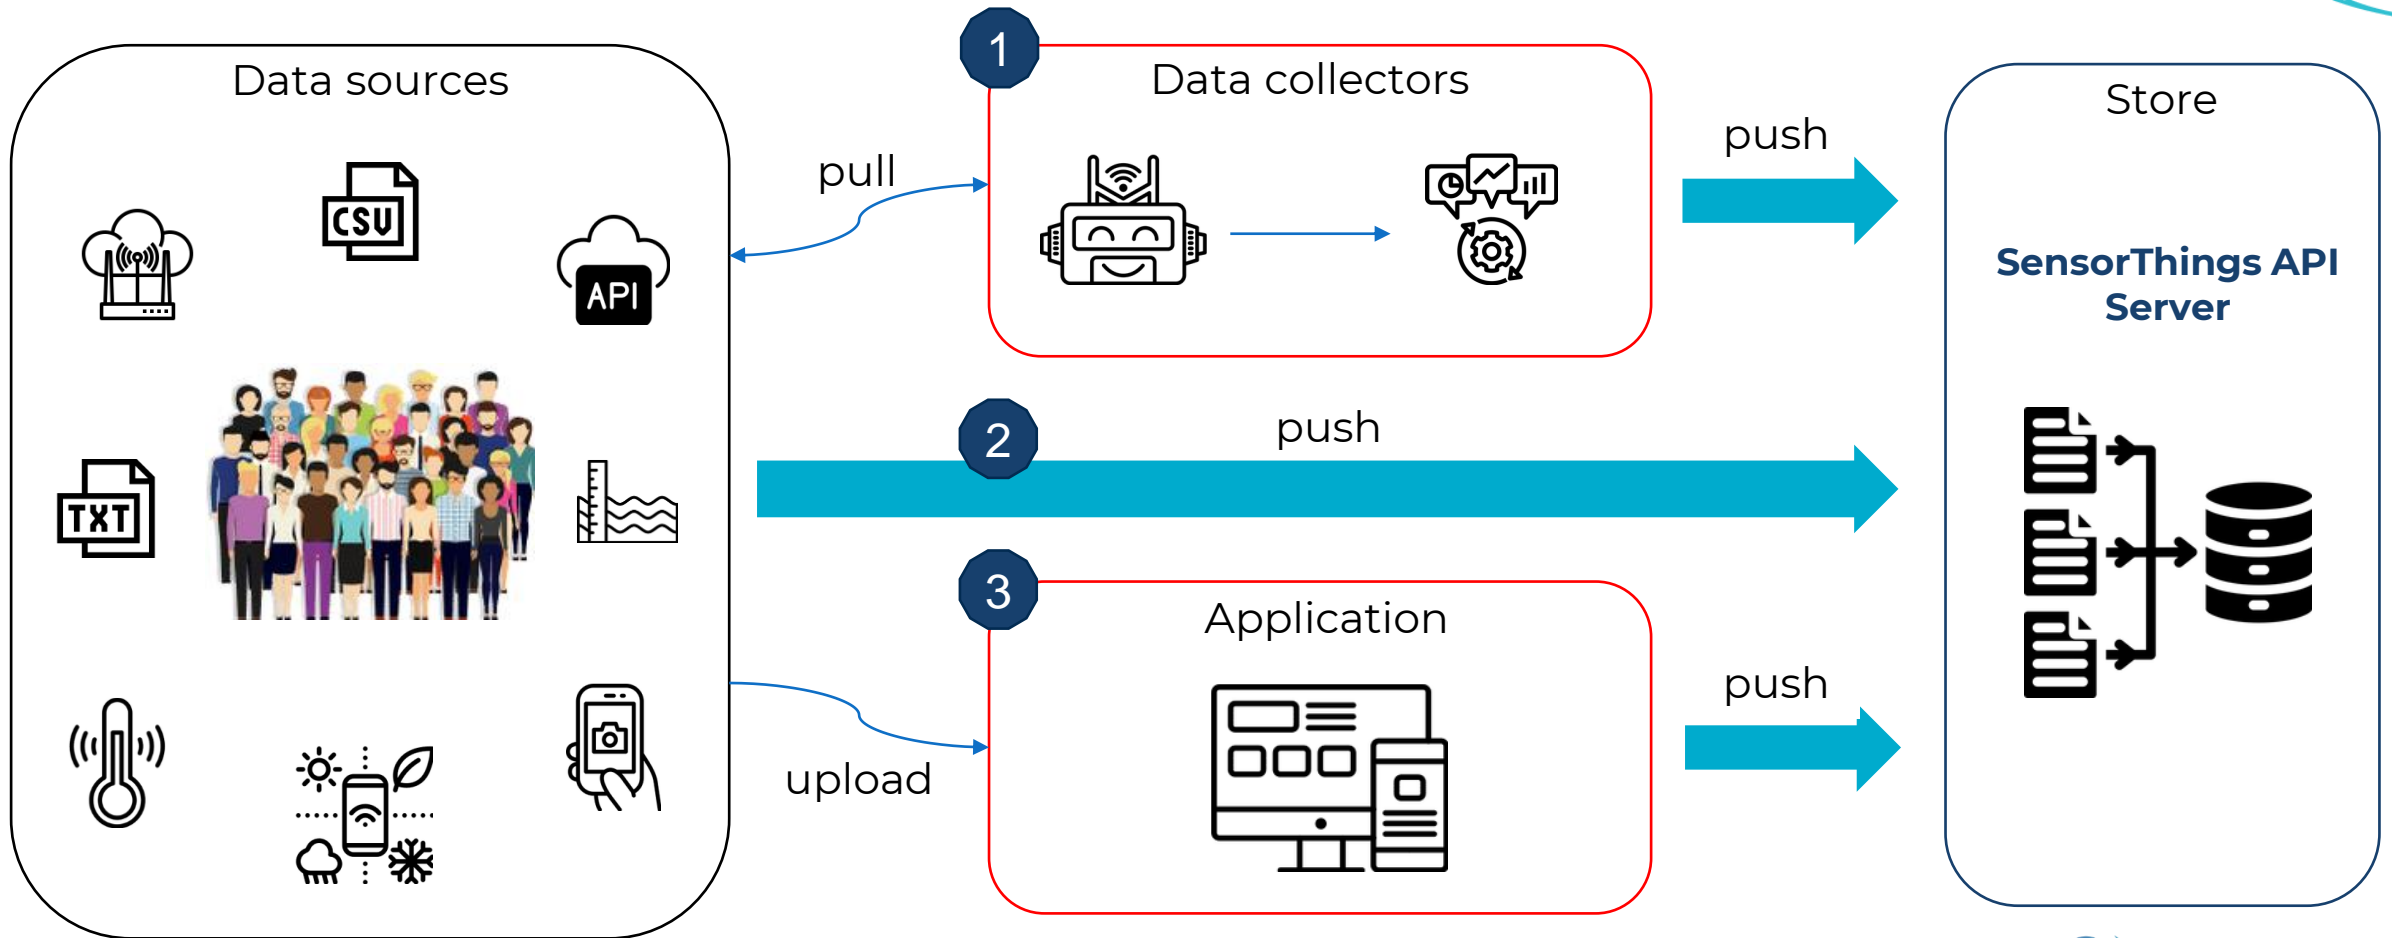 Data sources
CSV
API
TXT
pull
1
Data collectors
push
2
push
3
Application
upload
push
Store
SensorThings API
Server